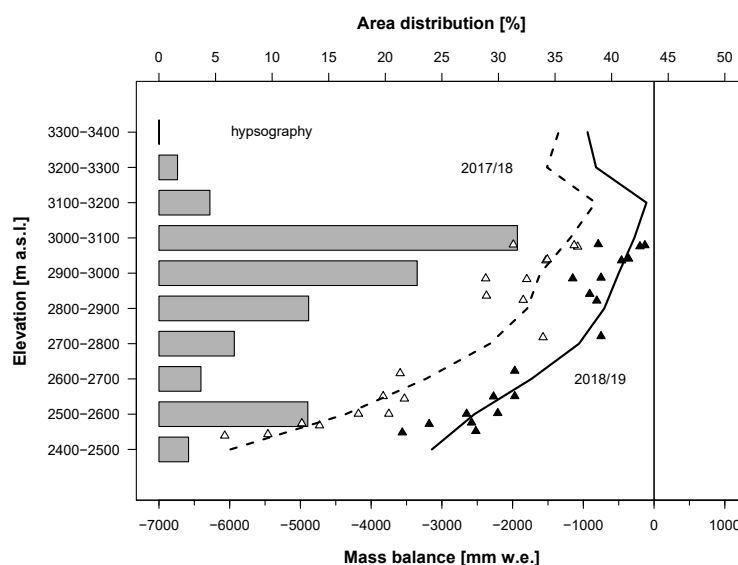 Area distribution [%]
0 5 10 15 20 25 30 35 40 45 50
3300−3400
hypsography
3200−3300
2017/18
3100−3200
3000−3100
2900−3000
2800−2900
2700−2800
2600−2700
2018/19
2500−2600
2400−2500
Elevation [m a.s.l.]
−7000 −6000 −5000 −4000 −3000 −2000 −1000 0 1000
Mass balance [mm w.e.]